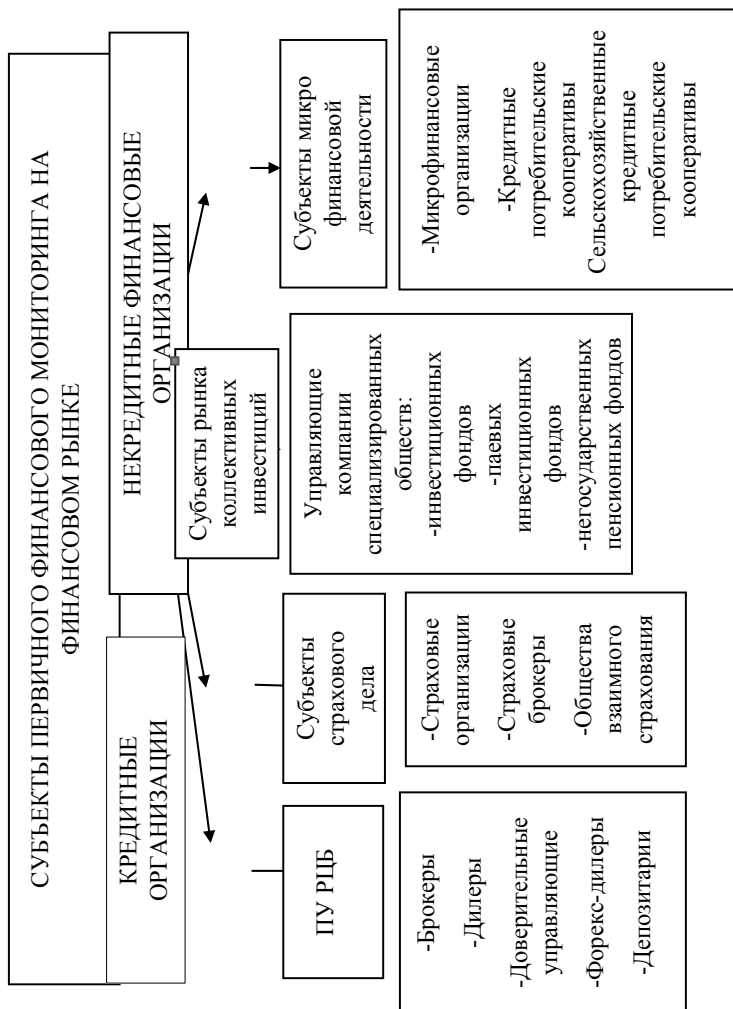 СУБЪЕКТЫ ПЕРВИЧНОГО ФИНАНСОВОГО МОНИТОРИНГА НА
ФИНАНСОВОМ РЫНКЕ
КРЕДИТНЫЕ
ОРГАНИЗАЦИИ
НЕКРЕДИТНЫЕ ФИНАНСОВЫЕ
ОРГАНИЗАЦИИ
ПУ РЦБ
-Брокеры
-Дилеры
-Доверительные
управляющие
-Форекс-дилеры
-Депозитарии
Субъекты
страхового
дела
-Страховые
организации
-Страховые
брокеры
-Общества
взаимного
страхования
Субъекты рынка
коллективных
инвестиций
Управляющие
компании
специализированных
обществ:
-инвестиционных
фондов
-паевых
инвестиционных
фондов
-негосударственных
пенсионных фондов
Субъекты микро
финансовой
деятельности
-Микрофинансовые
организации
-Кредитные
потребительские
кооперативы
Сельскохозяйственные
кредитные
потребительские
кооперативы